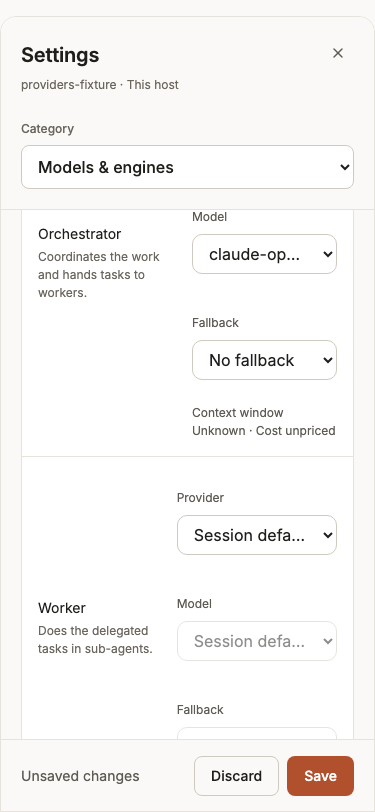 Settings
×
providers-fixture · This host
Category
Models & engines
Model
Orchestrator
Coordinates the work
and hands tasks to
workers.
claude-op...
Fallback
No fallback
Context window
Unknown · Cost unpriced
Provider
Session defa...
Worker
Does the delegated
tasks in sub-agents.
Model
Session defa...
Fallback
Unsaved changes
Discard
Save